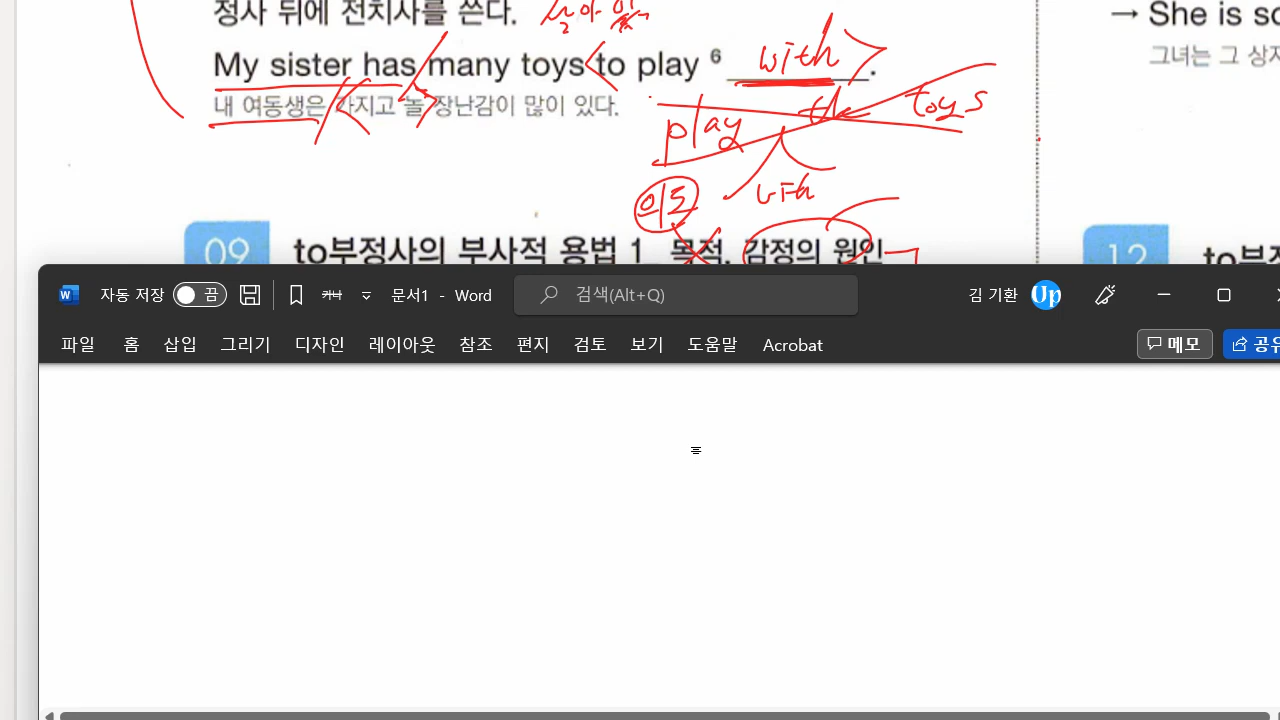 정사 뒤에 전치사를 쓴다.
→ She is so
My sister has many toys to play ⁶ with.
그녀는 그 상자
내 여동생은 가지고 놀 장난감이 많이 있다.
play the toys
with
의도
09 to부정사의 부사적 용법 1 목적, 감정의 원인
12 to부정
자동 저장 끔 가나 문서1 - Word 검색(Alt+Q) 김 기환 Up
파일 홈 삽입 그리기 디자인 레이아웃 참조 편지 검토 보기 도움말 Acrobat 메모 공유